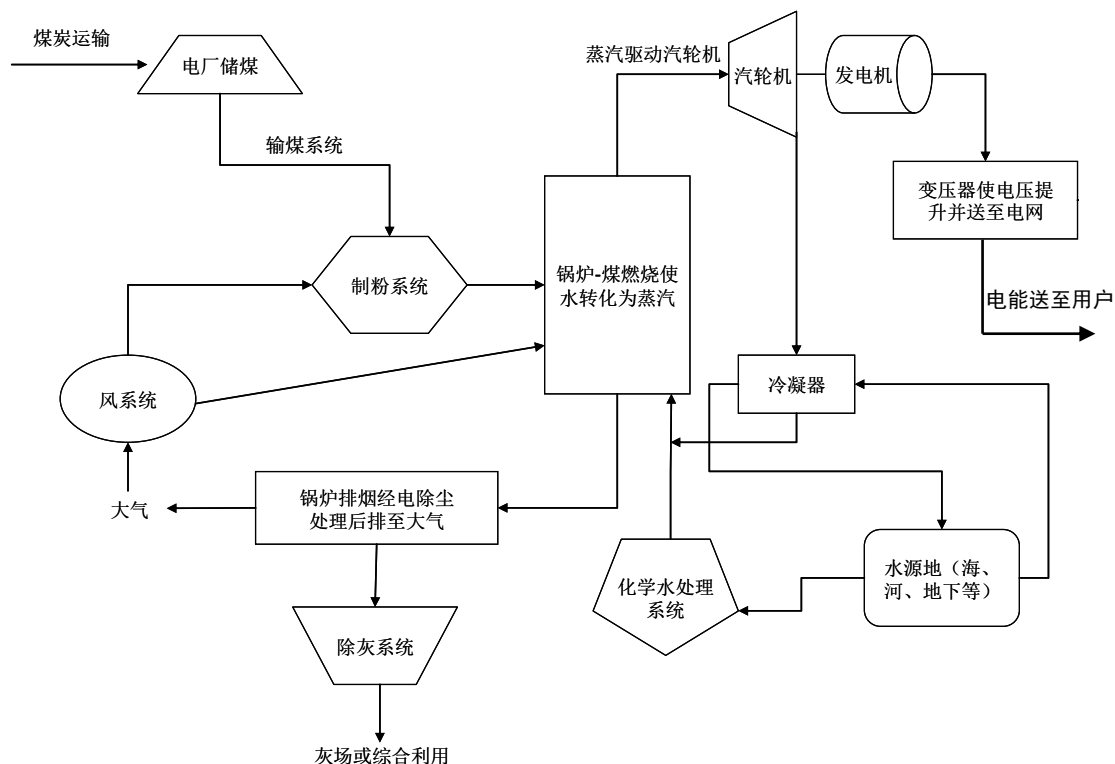 煤炭运输
电厂储煤
蒸汽驱动汽轮机
汽轮机
发电机
输煤系统
变压器使电压提
升并送至电网
制粉系统
锅炉-煤燃烧使
水转化为蒸汽
电能送至用户
风系统
冷凝器
大气
锅炉排烟经电除尘
处理后排至大气
化学水处理
系统
水源地（海、
河、地下等）
除灰系统
灰场或综合利用